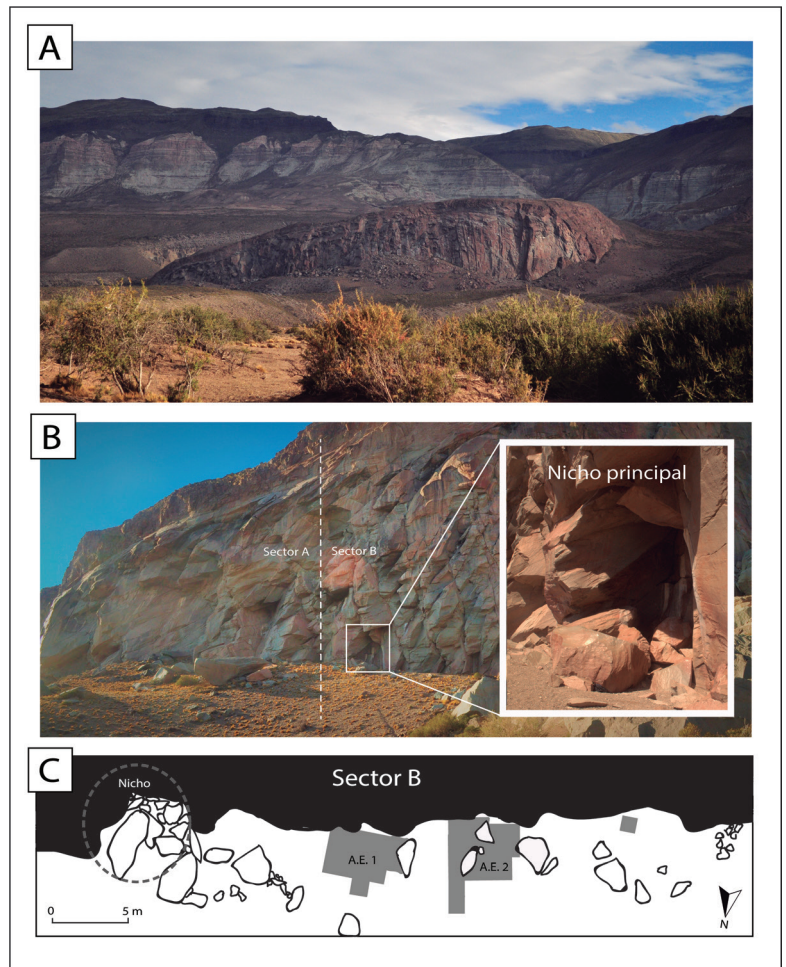 A
B
Sector A
Sector B
Nicho principal
C
Nicho
Sector B
A.E. 1
A.E. 2
0
5 m
N